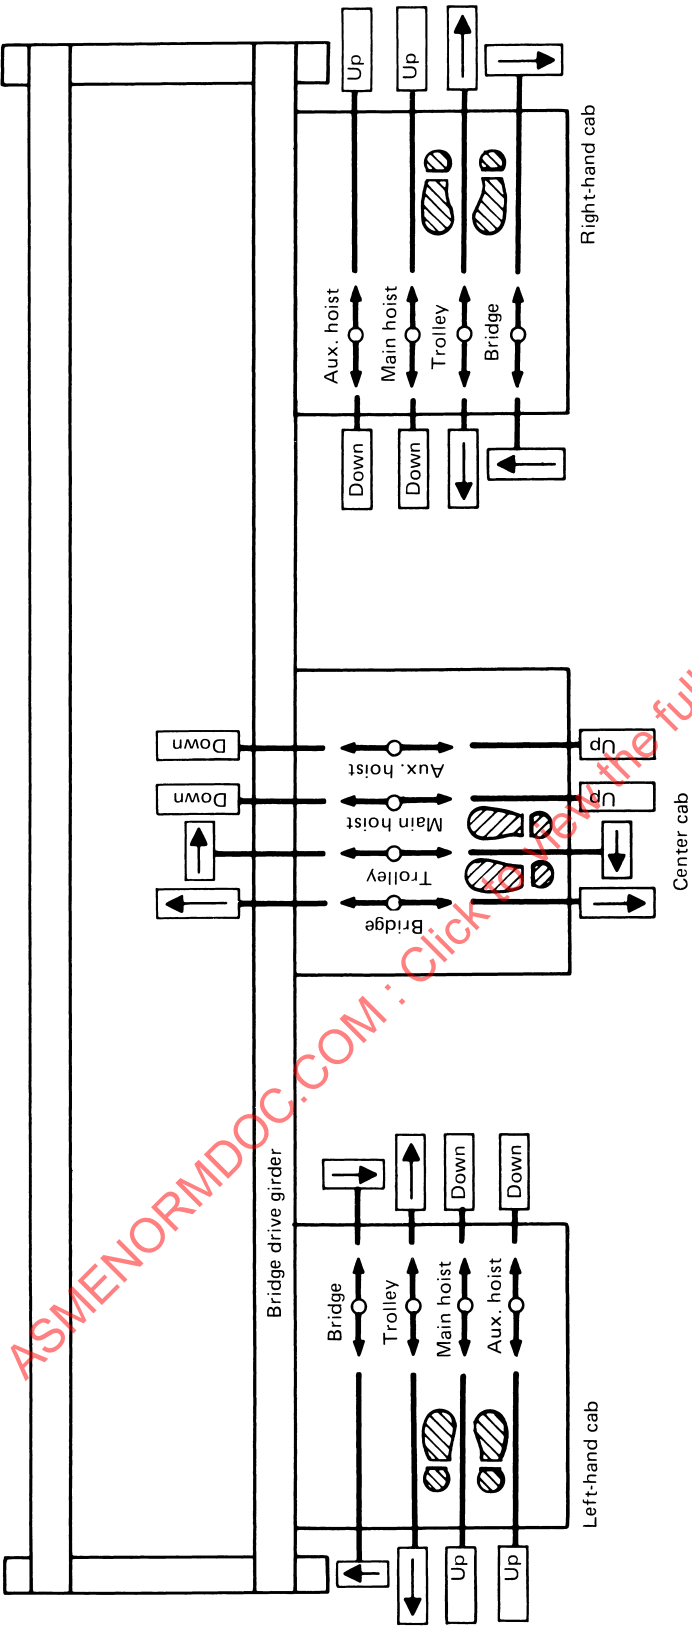 Up
Up
Right-hand cab
Aux. hoist
Main hoist
Trolley
Bridge
Down
Down
Down
Down
Aux. hoist
Main hoist
Trolley
Bridge
Up
Up
Center cab
Bridge drive girder
Down
Down
Bridge
Trolley
Main hoist
Aux. hoist
Up
Up
Left-hand cab
ASMENORMDOC.COM : Click to view the full